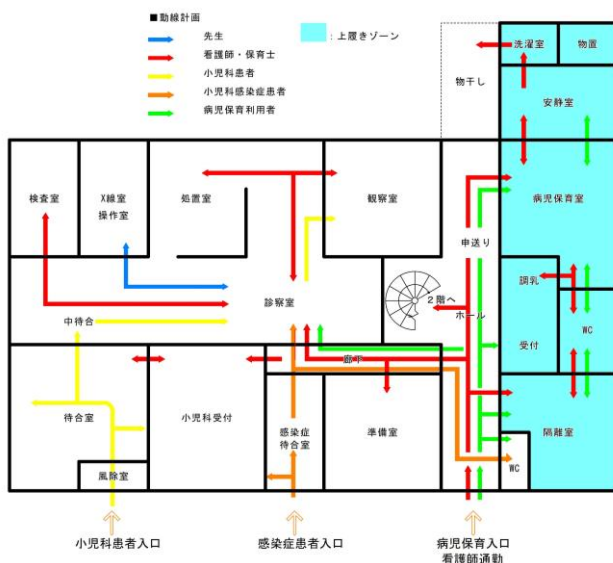 ■動線計画
先生
：上履きゾーン
看護師・保育士
小児科患者
小児科感染症患者
病児保育利用者
洗濯室
物置
物干し
安静室
検査室
X線室
操作室
処置室
観察室
病児保育室
申送り
診察室
2階へ
ホール
調乳
中待合
受付
WC
廊下
待合室
小児科受付
感染症
待合室
準備室
隔離室
WC
風除室
小児科患者入口
感染症患者入口
病児保育入口
看護師通勤